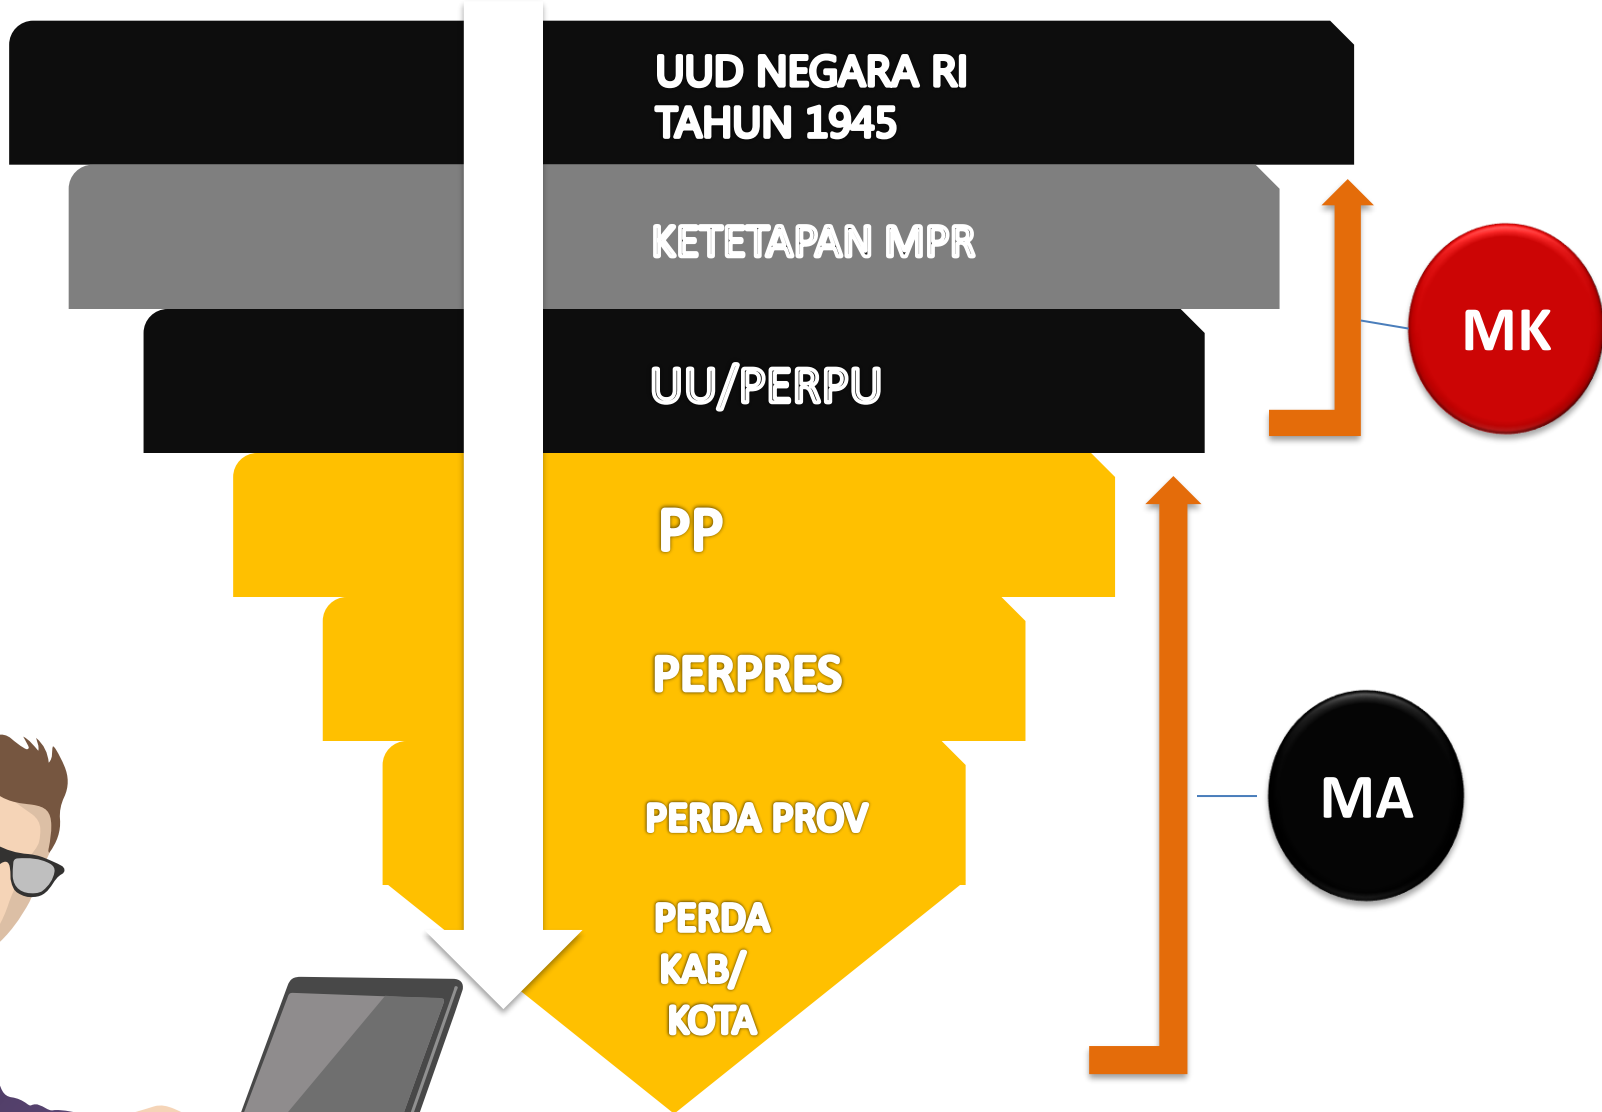 UUD NEGARA RI
TAHUN 1945
KETETAPAN MPR
MK
UU/PERPU
PP
PERPRES
MA
PERDA PROV
PERDA
KAB/
KOTA